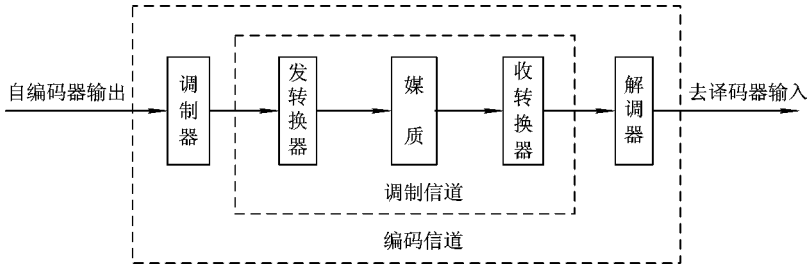 自编码器输出
调制器
发转换器
媒质
收转换器
解调器
去译码器输入
调制信道
编码信道